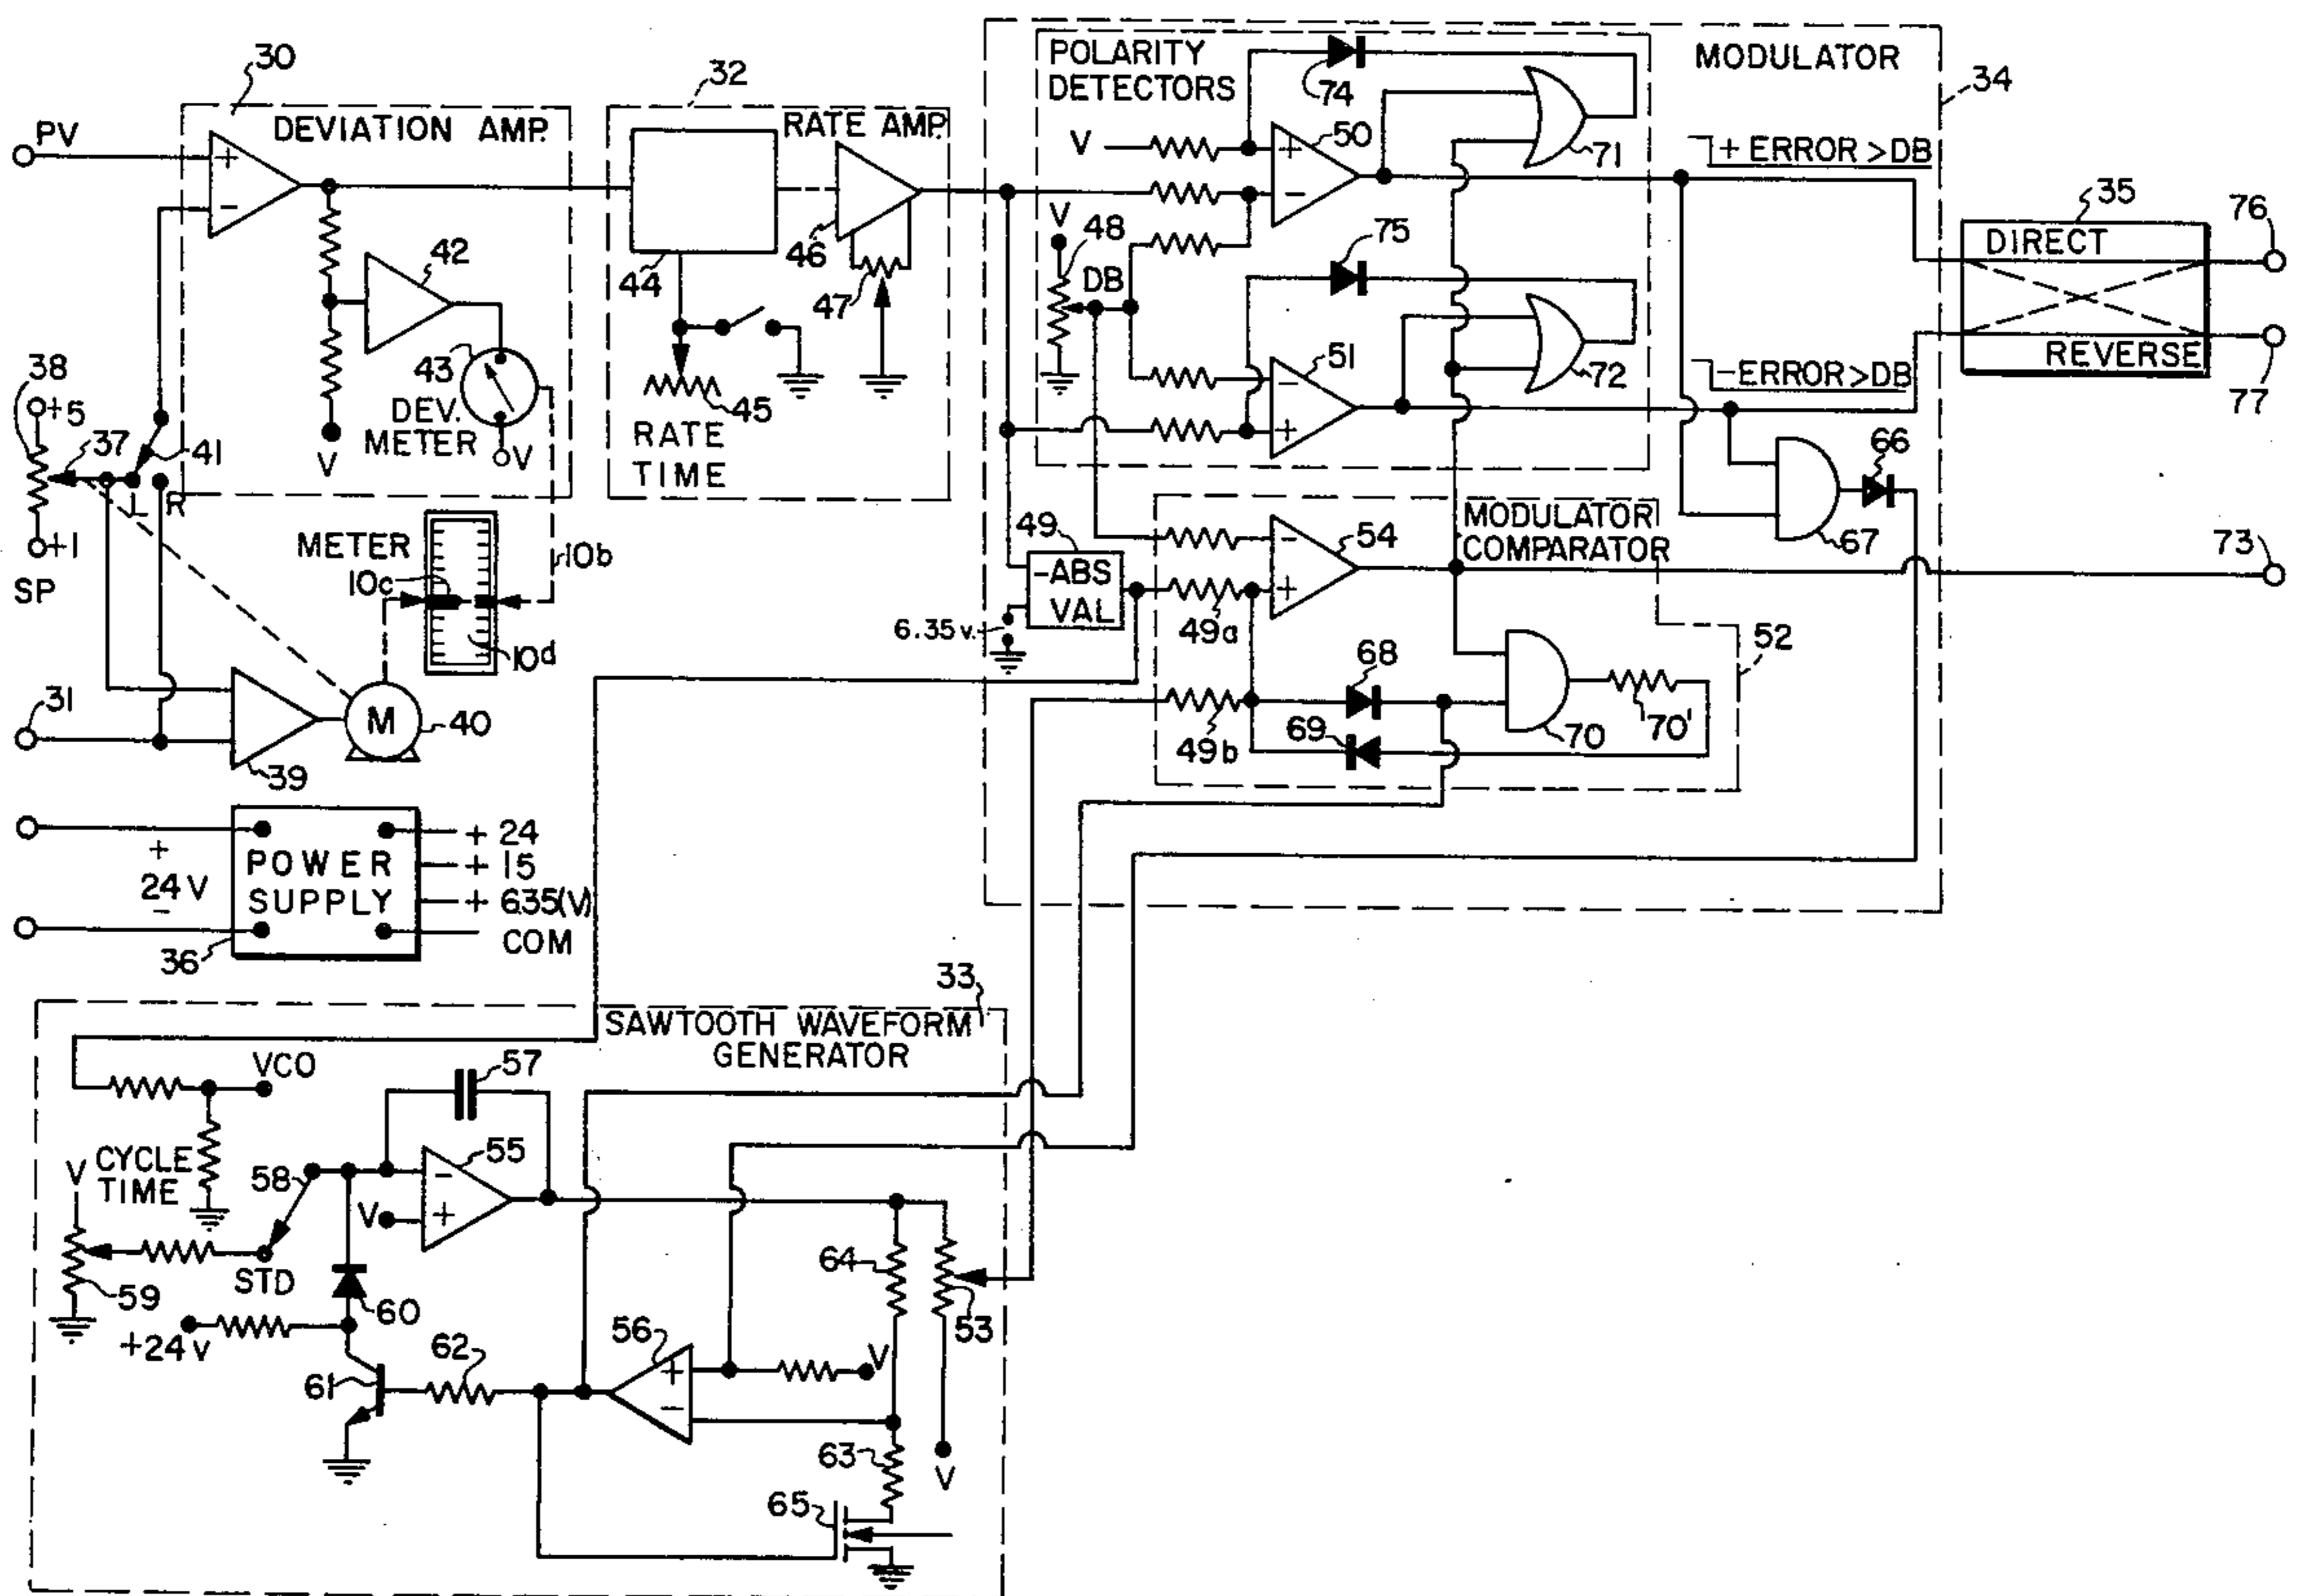 30
PV
DEVIATION AMP.
+
-
42
43
DEV.
METER
V
V
38
+5
37
41
L
R
+1
SP
METER
10c
10b
10d
31
39
M
40
+
24V
-
POWER
SUPPLY
+ 24
+ 15
+ 6.35(V)
COM
36
32
RATE AMP.
44
46
47
45
RATE
TIME
POLARITY
DETECTORS
MODULATOR
34
74
V
+
-
50
71
V
48
DB
75
-
+
51
72
+ ERROR > DB
- ERROR > DB
35
DIRECT
REVERSE
76
77
66
67
73
49
-ABS
VAL
6.35 v.
MODULATOR
COMPARATOR
-
+
54
49a
49b
68
69
70
70'
52
33
SAWTOOTH WAVEFORM
GENERATOR
VCO
57
CYCLE
TIME
V
58
STD
59
-
+
55
V
60
+24 v
61
62
56
+
-
V
64
53
63
V
65